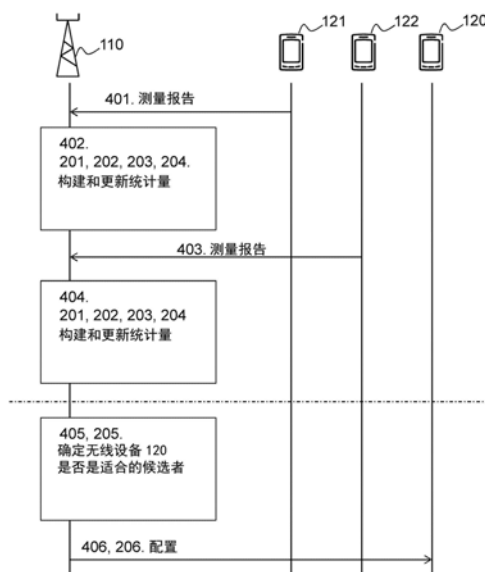 110
121
122
120
401. 测量报告
402.
201, 202, 203, 204.
构建和更新统计量
403. 测量报告
404.
201, 202, 203, 204
构建和更新统计量
405, 205.
确定无线设备 120
是否是适合的候选者
406, 206. 配置